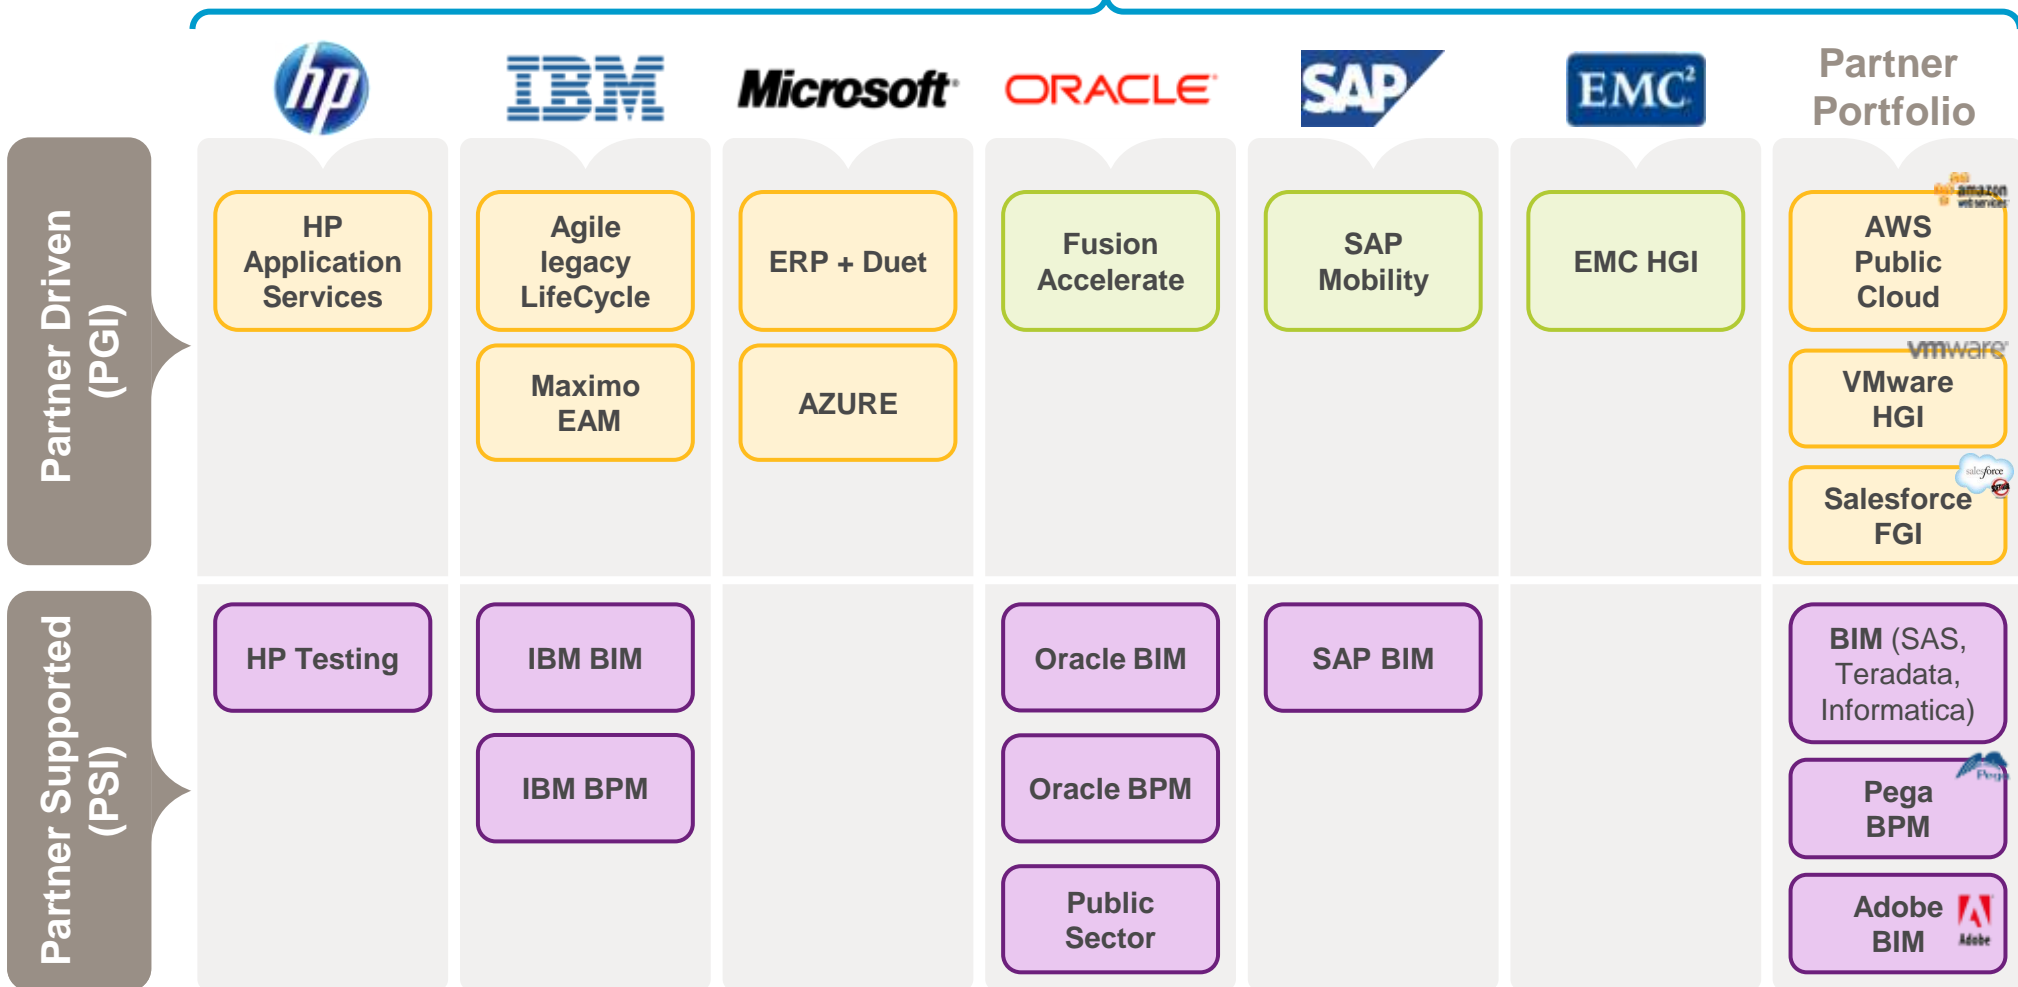 hp
IBM
Microsoft
ORACLE
SAP
EMC²
Partner
Portfolio
Partner Driven
(PGI)
HP
Application
Services
Agile
legacy
LifeCycle
ERP + Duet
Fusion
Accelerate
SAP
Mobility
EMC HGI
amazon
web services
AWS
Public
Cloud
Maximo
EAM
AZURE
vmware
VMware
HGI
salesforce
Salesforce
FGI
Partner Supported
(PSI)
HP Testing
IBM BIM
Oracle BIM
SAP BIM
BIM (SAS,
Teradata,
Informatica)
IBM BPM
Oracle BPM
Pega
Pega
BPM
Public
Sector
Adobe
BIM
Adobe